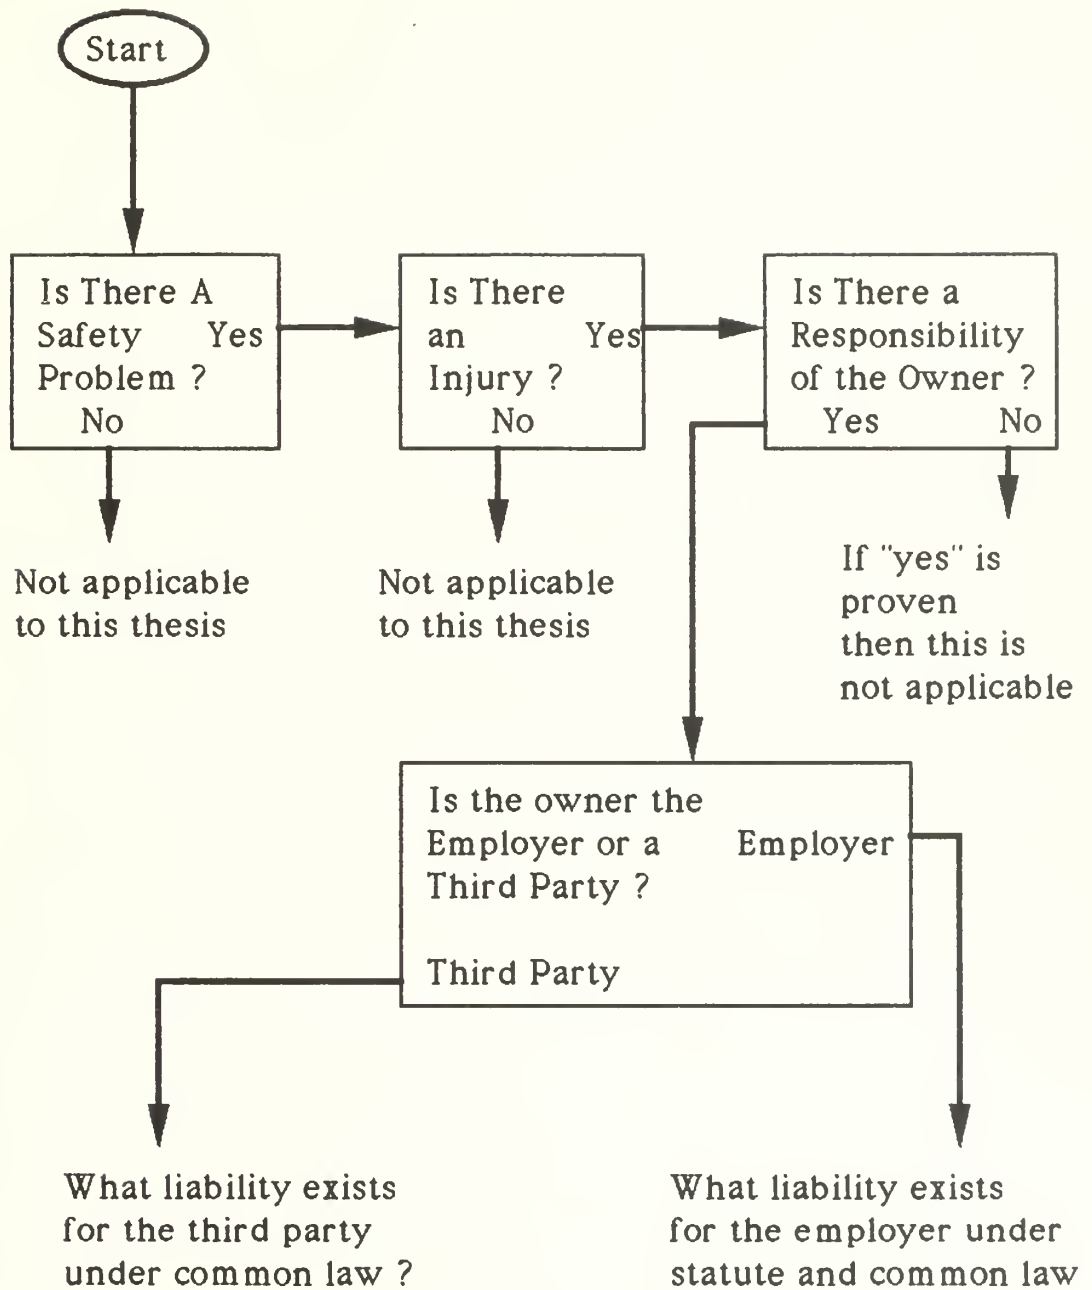 Start
Is There A
Safety Yes
Problem ?
No
Is There
an Yes
Injury ?
No
Is There a
Responsibility
of the Owner ?
Yes No
Not applicable
to this thesis
Not applicable
to this thesis
If "yes" is
proven
then this is
not applicable
Is the owner the
Employer or a Employer
Third Party ?
Third Party
What liability exists
for the third party
under common law ?
What liability exists
for the employer under
statute and common law